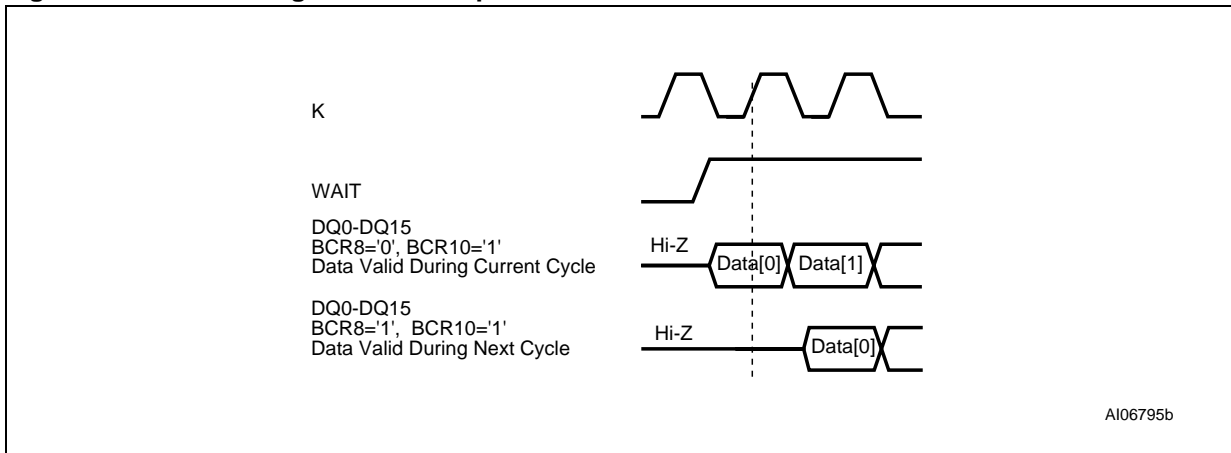 K
WAIT
DQ0-DQ15
BCR8='0', BCR10='1'
Data Valid During Current Cycle
Hi-Z
Data[0]
Data[1]
DQ0-DQ15
BCR8='1',  BCR10='1'
Data Valid During Next Cycle
Hi-Z
Data[0]
AI06795b